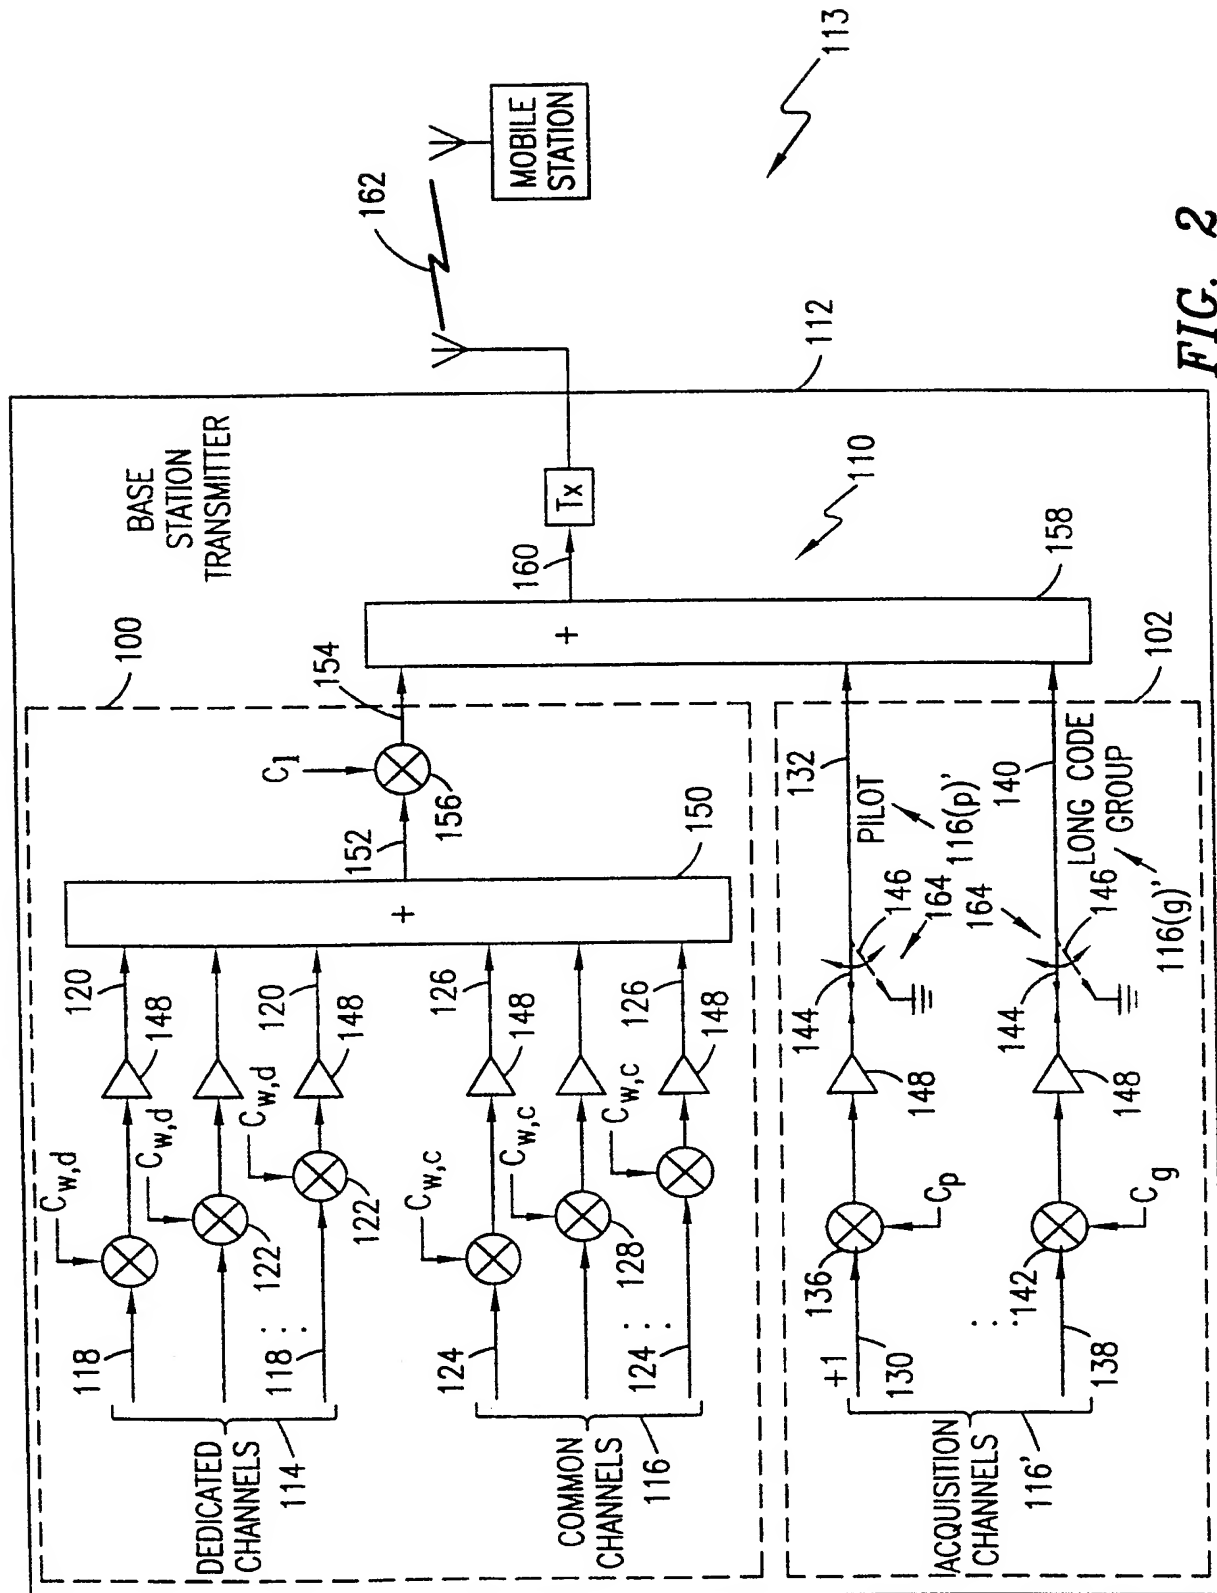 BASE
STATION
TRANSMITTER
MOBILE
STATION
162
113
112
110
Tx
160
158
+
100
154
C1
156
152
150
+
120
148
120
148
126
148
126
148
Cw,d
Cw,d
Cw,d
122
122
Cw,c
Cw,c
Cw,c
128
118
118
124
124
DEDICATED
CHANNELS
114
COMMON
CHANNELS
116
102
132
PILOT
116(p)'
146
164
144
148
Cp
136
+1
130
140
LONG CODE
GROUP
116(g)'
146
164
144
148
Cg
142
138
ACQUISITION
CHANNELS
116'
FIG. 2